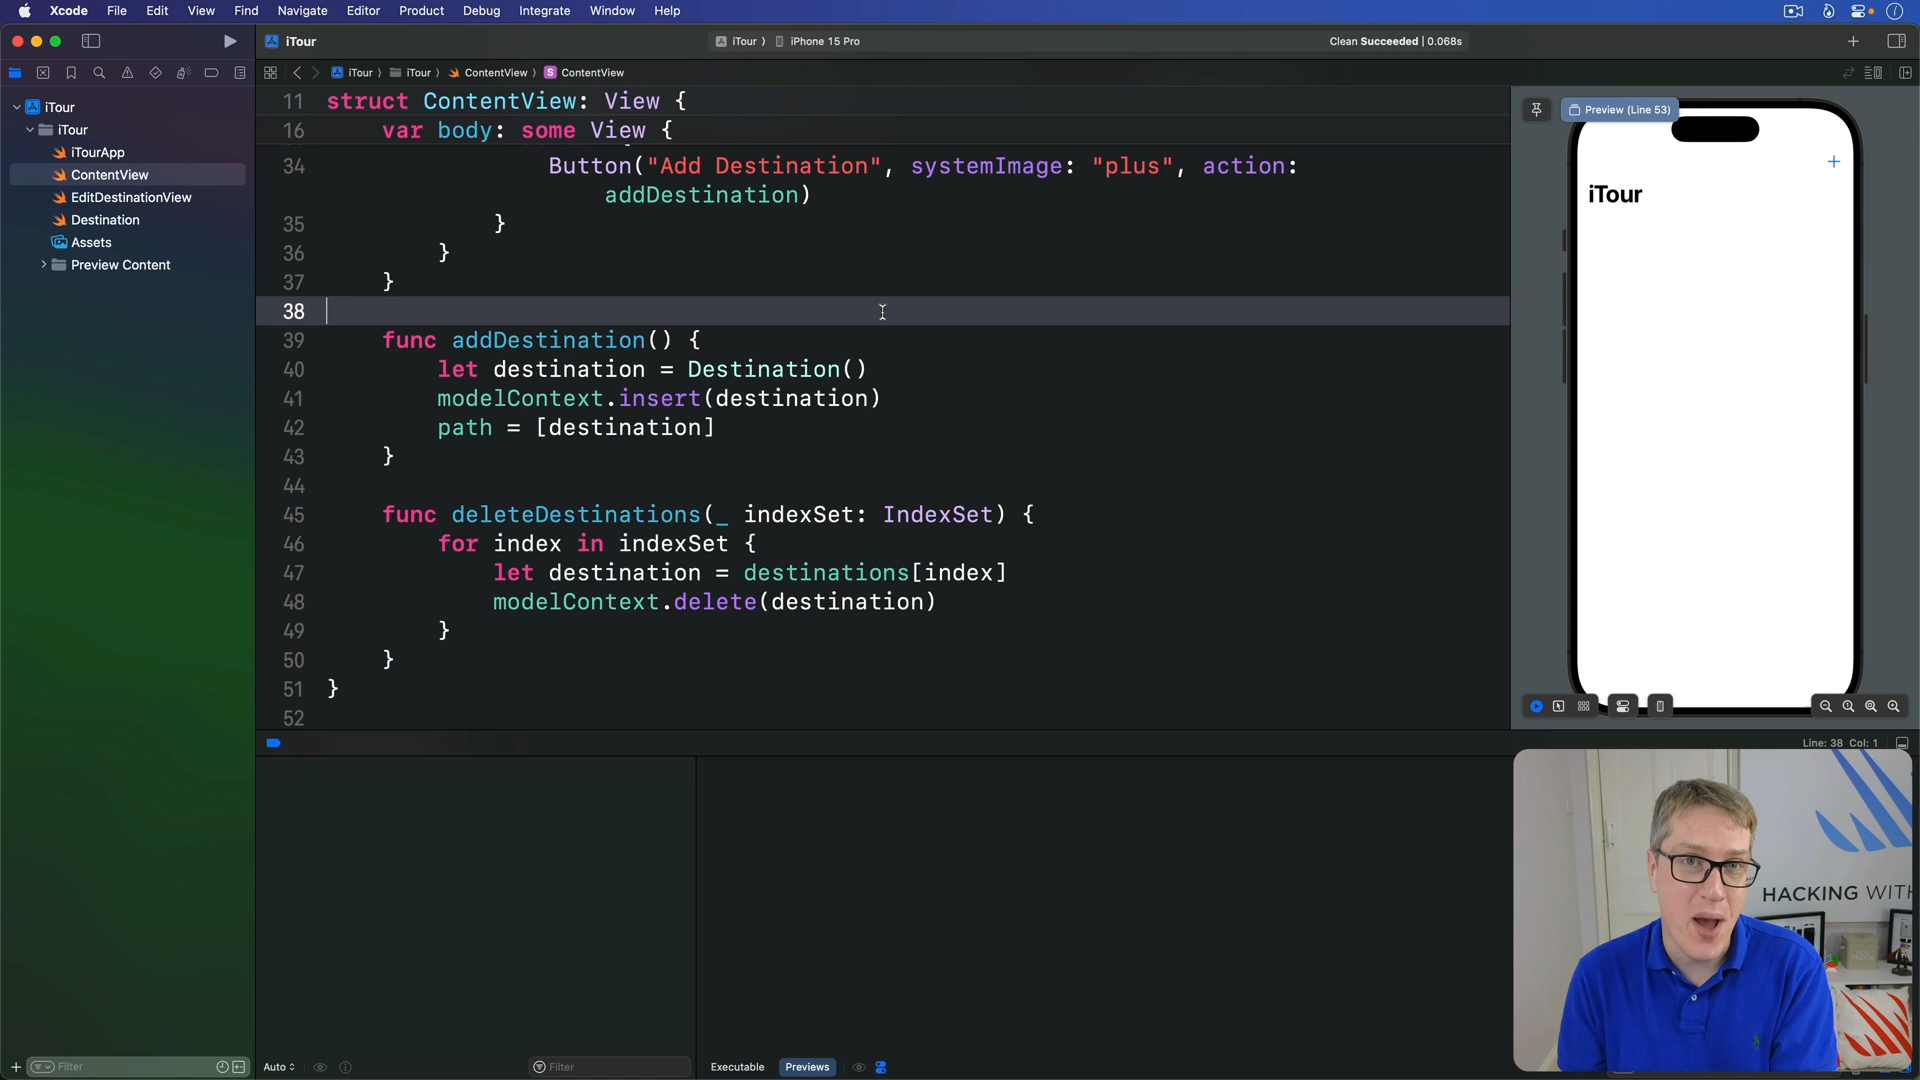 Xcode File Edit View Find Navigate Editor Product Debug Integrate Window Help
iTour
iTour ⟩ iPhone 15 Pro
Clean Succeeded | 0.068s
iTour ⟩ iTour ⟩ ContentView ⟩ S ContentView
iTour
iTour
iTourApp
ContentView
EditDestinationView
Destination
Assets
Preview Content
11 struct ContentView: View {
16 var body: some View {
34 Button("Add Destination", systemImage: "plus", action:
addDestination)
35 }
36 }
37 }
38
39 func addDestination() {
40 let destination = Destination()
41 modelContext.insert(destination)
42 path = [destination]
43 }
44
45 func deleteDestinations(_ indexSet: IndexSet) {
46 for index in indexSet {
47 let destination = destinations[index]
48 modelContext.delete(destination)
49 }
50 }
51 }
52
Preview (Line 53)
+
iTour
Line: 38 Col: 1
HACKING WITH
Filter
Auto
Filter
Executable Previews